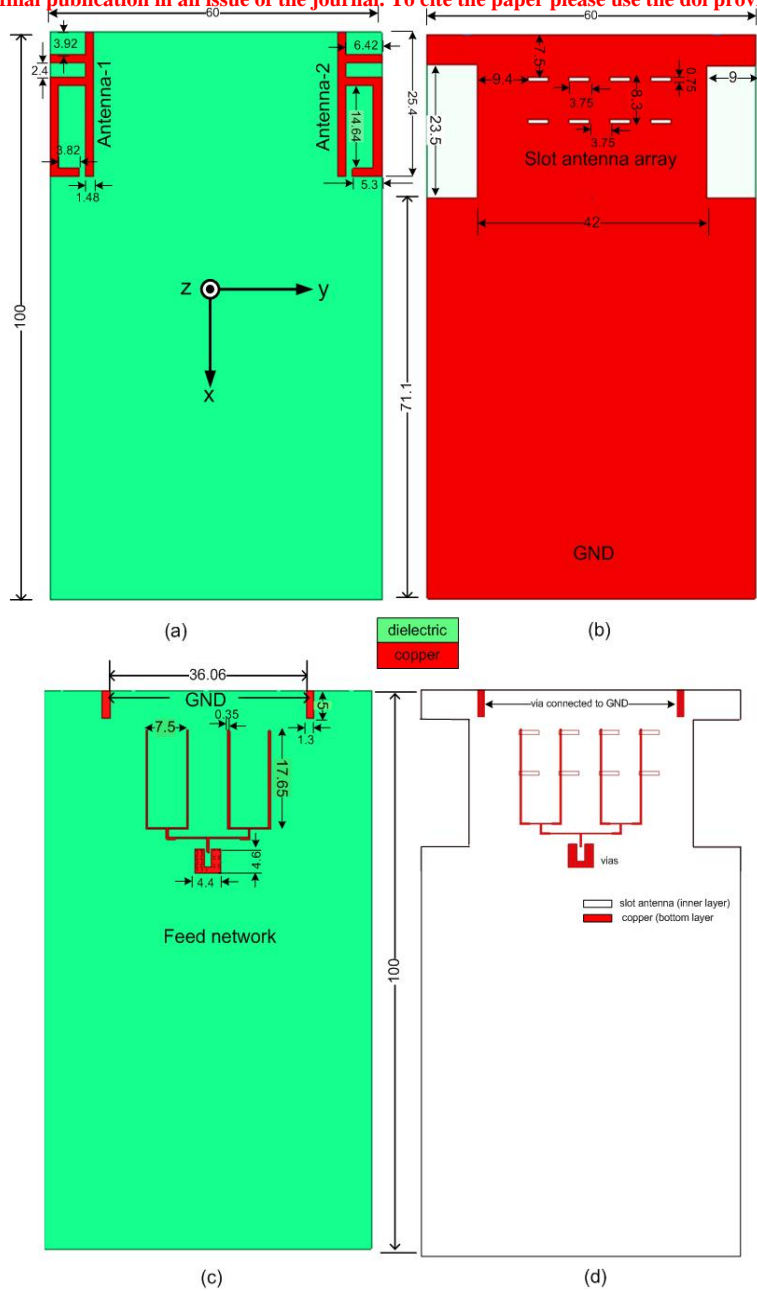 final publication in an issue of the journal. To cite the paper please use the doi prov
60
3.92
2.4
Antenna-1
3.82
1.48
Antenna-2
6.42
25.4
14.64
5.3
100
z
y
x
(a)
60
7.5
9.4
0.75
9
8.3
3.75
3.75
23.5
Slot antenna array
42
71.1
GND
(b)
dielectric
copper
36.06
GND
5
0.35
1.3
7.5
17.65
4.6
4.4
Feed network
(c)
100
via connected to GND
vias
slot antenna (inner layer)
copper (bottom layer
(d)